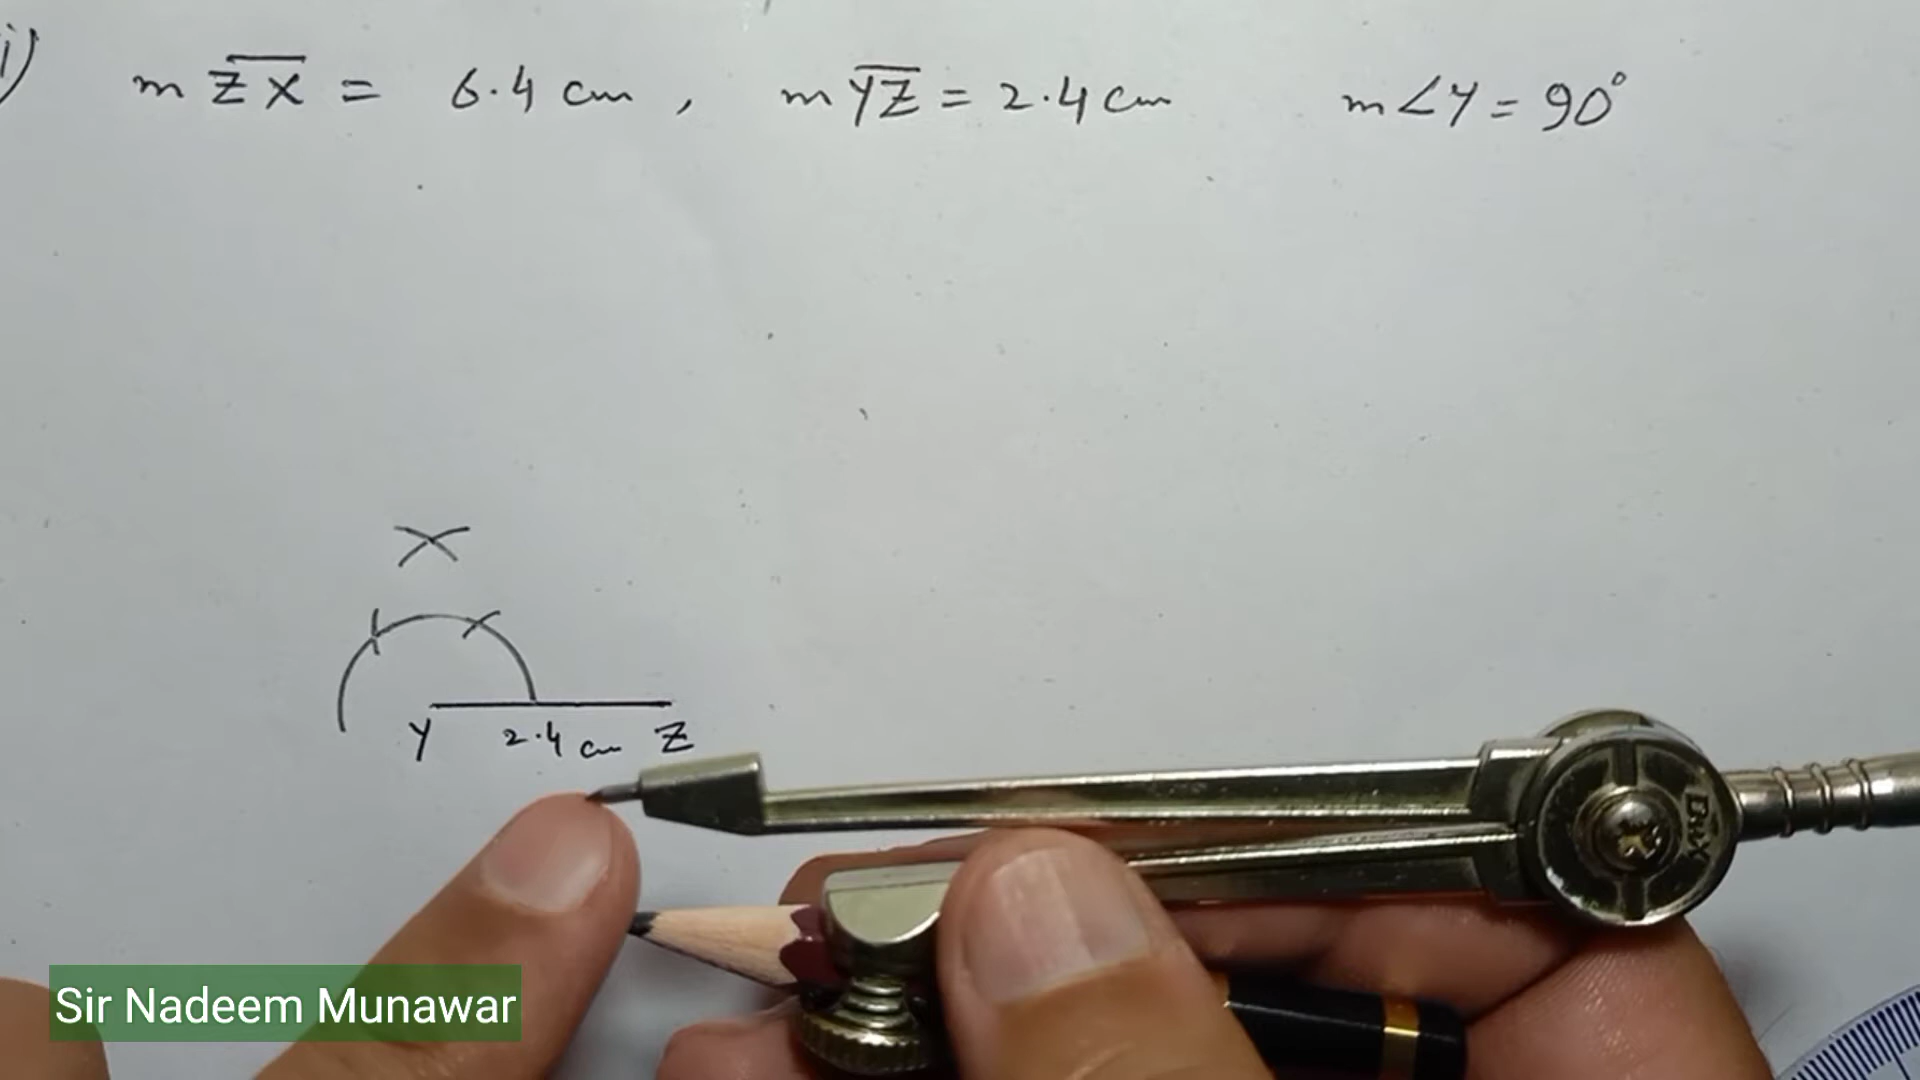 i) m ZX = 6.4 cm , m YZ = 2.4 cm m∠Y = 90°
Y 2.4 cm Z
Sir Nadeem Munawar